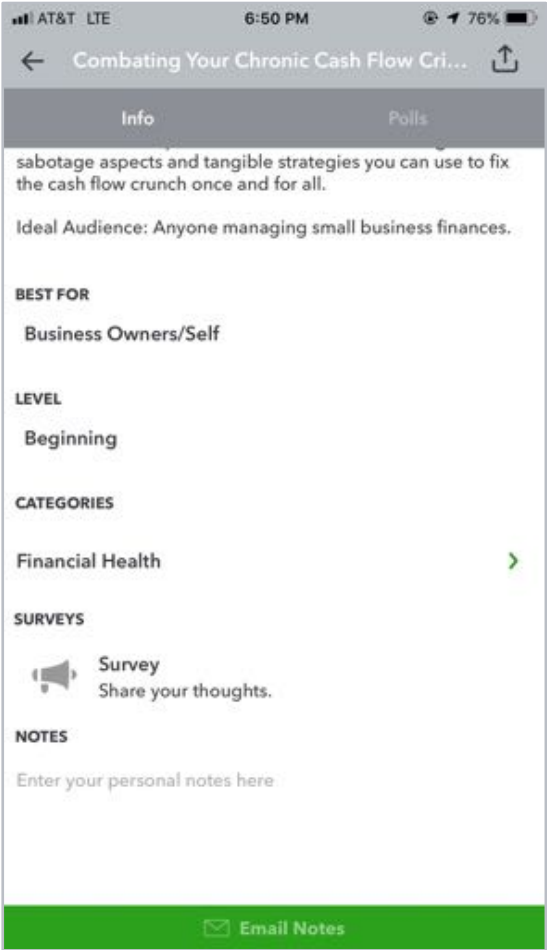 AT&T LTE 6:50 PM 76%
Combating Your Chronic Cash Flow Cri...
Info Polls
sabotage aspects and tangible strategies you can use to fix
the cash flow crunch once and for all.
Ideal Audience: Anyone managing small business finances.
BEST FOR
Business Owners/Self
LEVEL
Beginning
CATEGORIES
Financial Health
SURVEYS
Survey
Share your thoughts.
NOTES
Enter your personal notes here
Email Notes